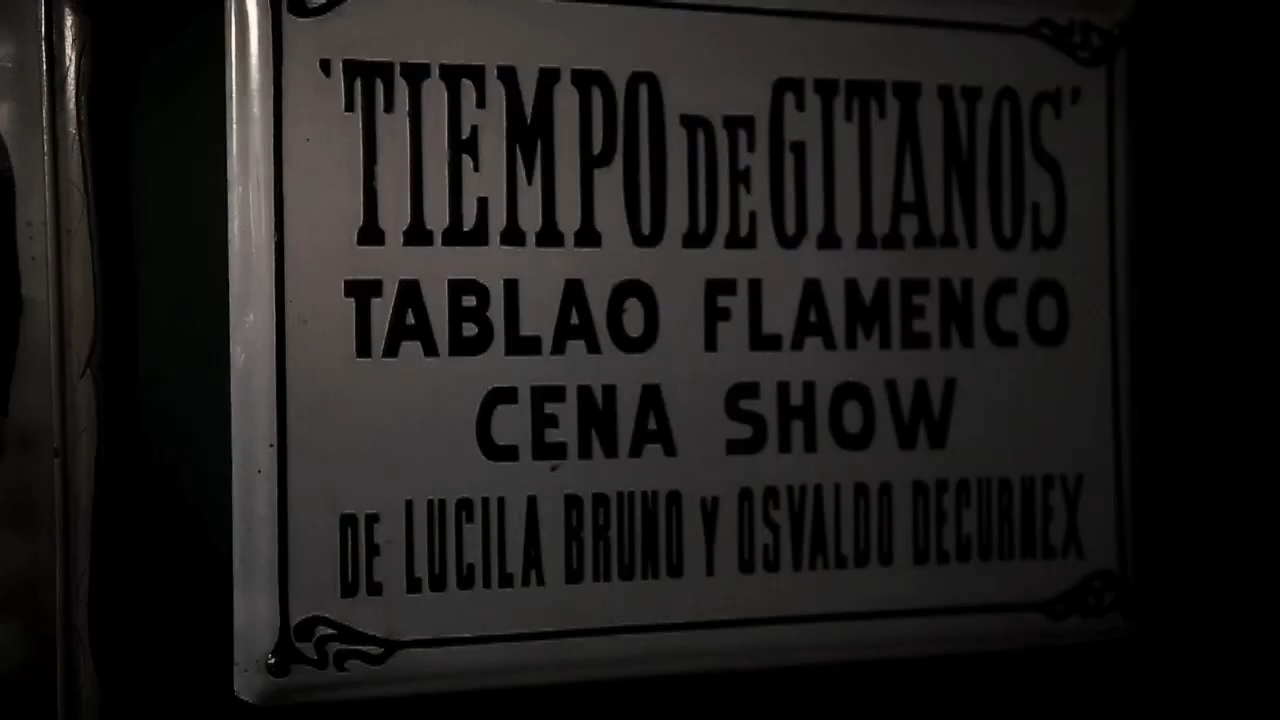 'TIEMPO DE GITANOS'
TABLAO FLAMENCO
CENA SHOW
DE LUCILA BRUNO Y OSVALDO DECURNEX